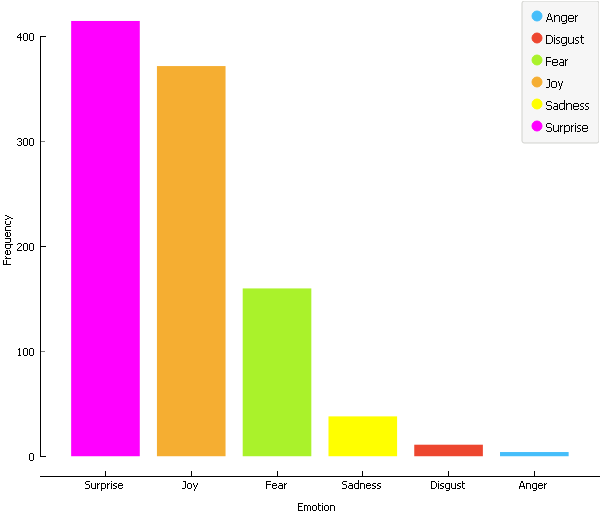 Anger
Disgust
Fear
Joy
Sadness
Surprise
Frequency
400
300
200
100
0
Surprise Joy Fear Sadness Disgust Anger
Emotion